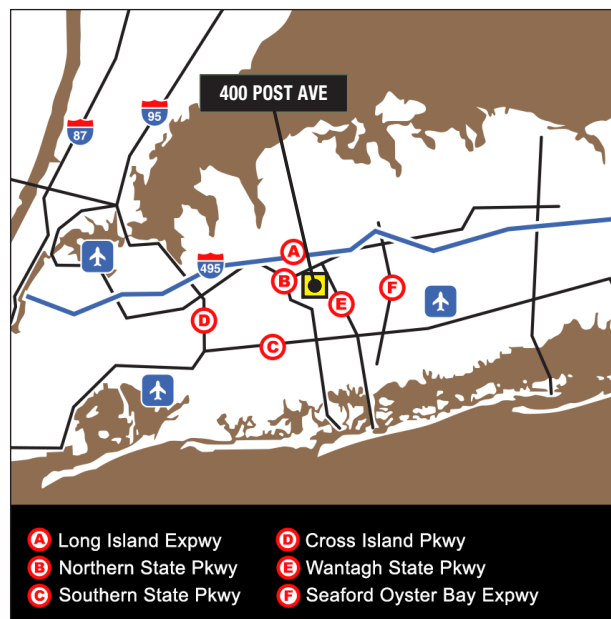 400 POST AVE
95
87
A
495
B
E
F
D
C
A Long Island Expwy
B Northern State Pkwy
C Southern State Pkwy
D Cross Island Pkwy
E Wantagh State Pkwy
F Seaford Oyster Bay Expwy